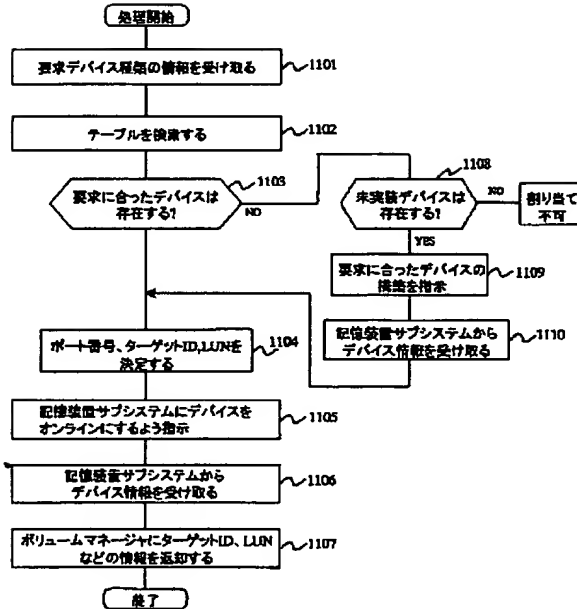 処理開始
要求デバイス種類の情報を受け取る
1101
テーブルを検索する
1102
要求に合ったデバイスは
存在する?
1103
NO
未実装デバイスは
存在する?
1108
NO
割り当て
不可
YES
要求に合ったデバイスの
構築を指示
1109
記憶装置サブシステムから
デバイス情報を受け取る
1110
ポート番号、ターゲットID,LUNを
決定する
1104
記憶装置サブシステムにデバイスを
オンラインにするよう指示
1105
記憶装置サブシステムから
デバイス情報を受け取る
1106
ボリュームマネージャにターゲットID、LUN
などの情報を返却する
1107
終了